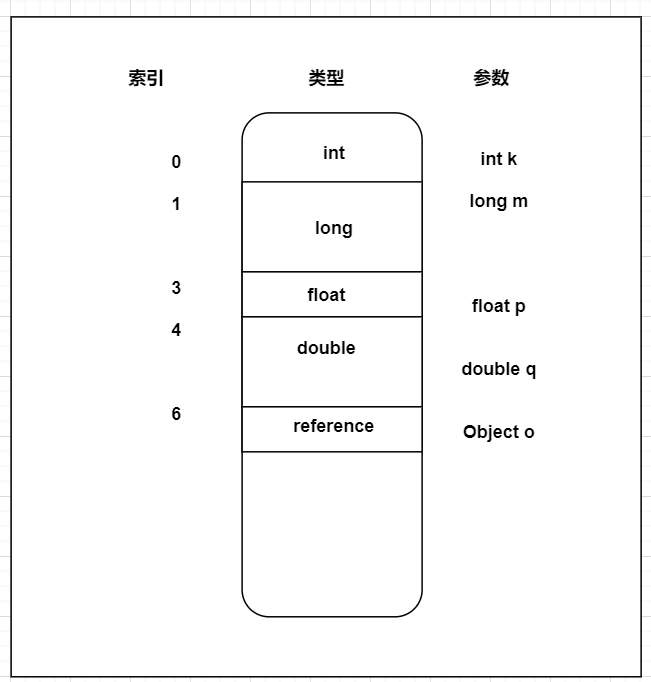 索引 类型 参数
0 int int k
1 long long m
3 float float p
4 double double q
6 reference Object o